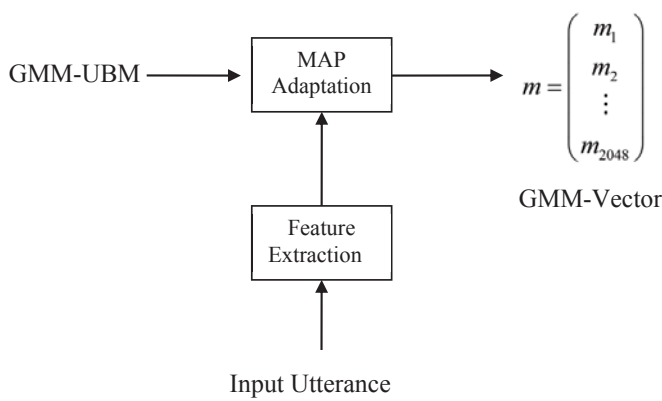 GMM-UBM
MAP
Adaptation
m =
m₁
m₂
⋮
m₂₀₄₈
GMM-Vector
Feature
Extraction
Input Utterance